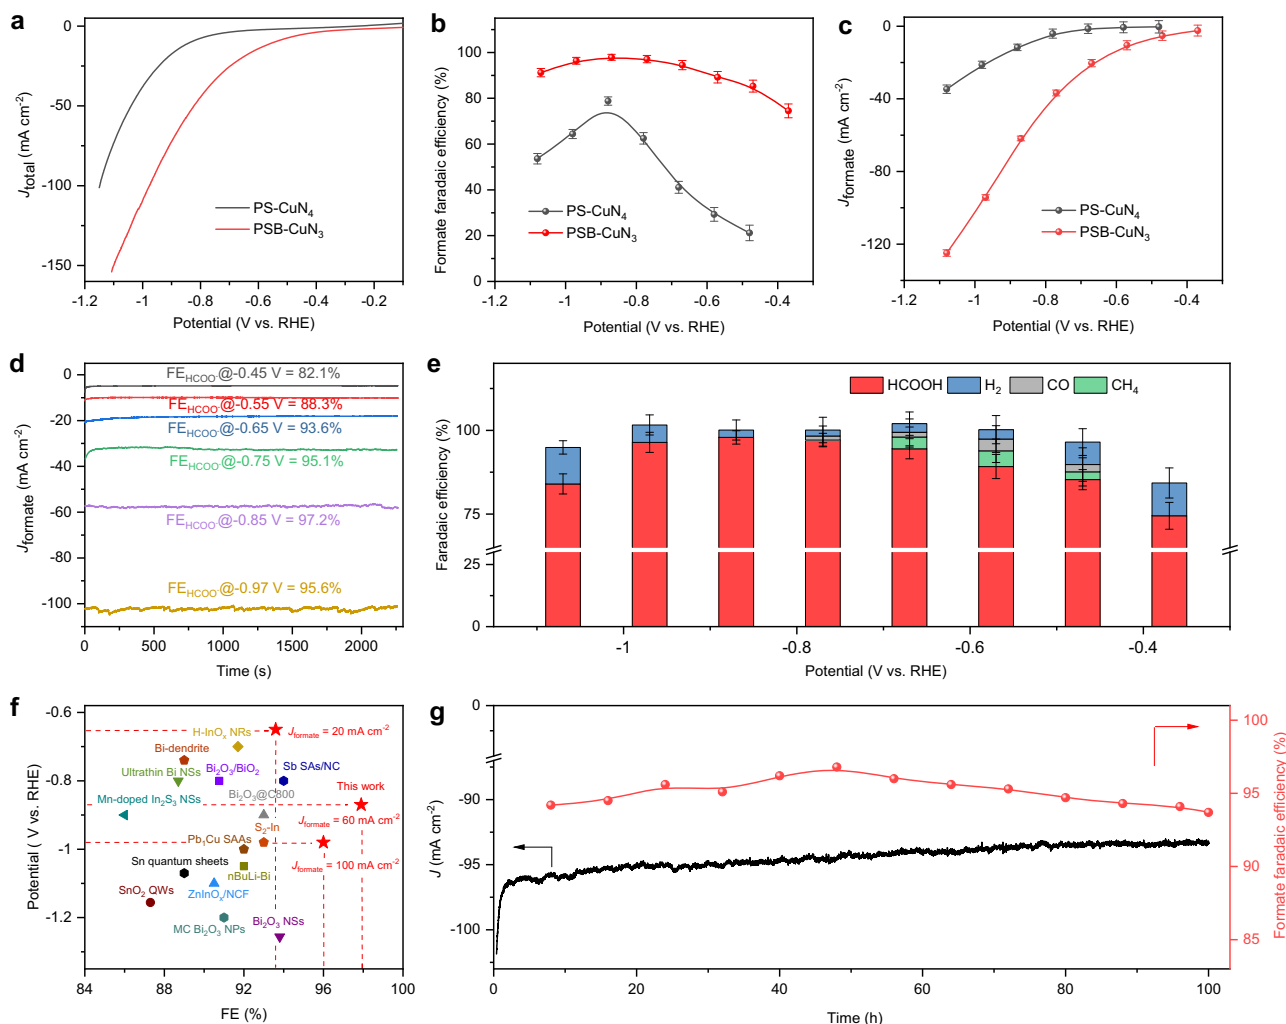 a
0
-50
-100
-150
-1.2
-1
-0.8
-0.6
-0.4
-0.2
J_total (mA cm⁻²)
Potential (V vs. RHE)
PS-CuN₄
PSB-CuN₃
b
0
20
40
60
80
100
-1
-0.8
-0.6
-0.4
Formate faradaic efficiency (%)
Potential (V vs. RHE)
PS-CuN₄
PSB-CuN₃
c
0
-40
-80
-120
-1.2
-1
-0.8
-0.6
-0.4
J_formate (mA cm⁻²)
Potential (V vs. RHE)
PS-CuN₄
PSB-CuN₃
d
0
-20
-40
-60
-80
-100
0
500
1000
1500
2000
J_formate (mA cm⁻²)
Time (s)
FE_HCOO⁻@-0.45 V = 82.1%
FE_HCOO⁻@-0.55 V = 88.3%
FE_HCOO⁻@-0.65 V = 93.6%
FE_HCOO⁻@-0.75 V = 95.1%
FE_HCOO⁻@-0.85 V = 97.2%
FE_HCOO⁻@-0.97 V = 95.6%
e
HCOOH
H₂
CO
CH₄
100
75
25
0
-1
-0.8
-0.6
-0.4
Faradaic efficiency (%)
Potential (V vs. RHE)
f
-0.6
-0.8
-1
-1.2
84
88
92
96
100
Potential ( V vs. RHE)
FE (%)
H-InOₓ NRs
J_formate = 20 mA cm⁻²
Bi-dendrite
Ultrathin Bi NSs
Bi₂O₃/BiO₂
Sb SAs/NC
This work
Mn-doped In₂S₃ NSs
Bi₂O₃@C800
J_formate = 60 mA cm⁻²
S₂-In
Pb₁Cu SAAs
J_formate = 100 mA cm⁻²
Sn quantum sheets
nBuLi-Bi
SnO₂ QWs
ZnInOₓ/NCF
MC Bi₂O₃ NPs
Bi₂O₃ NSs
g
0
-90
-95
-100
0
20
40
60
80
100
J (mA cm⁻²)
Time (h)
100
95
90
85
Formate faradaic efficiency (%)